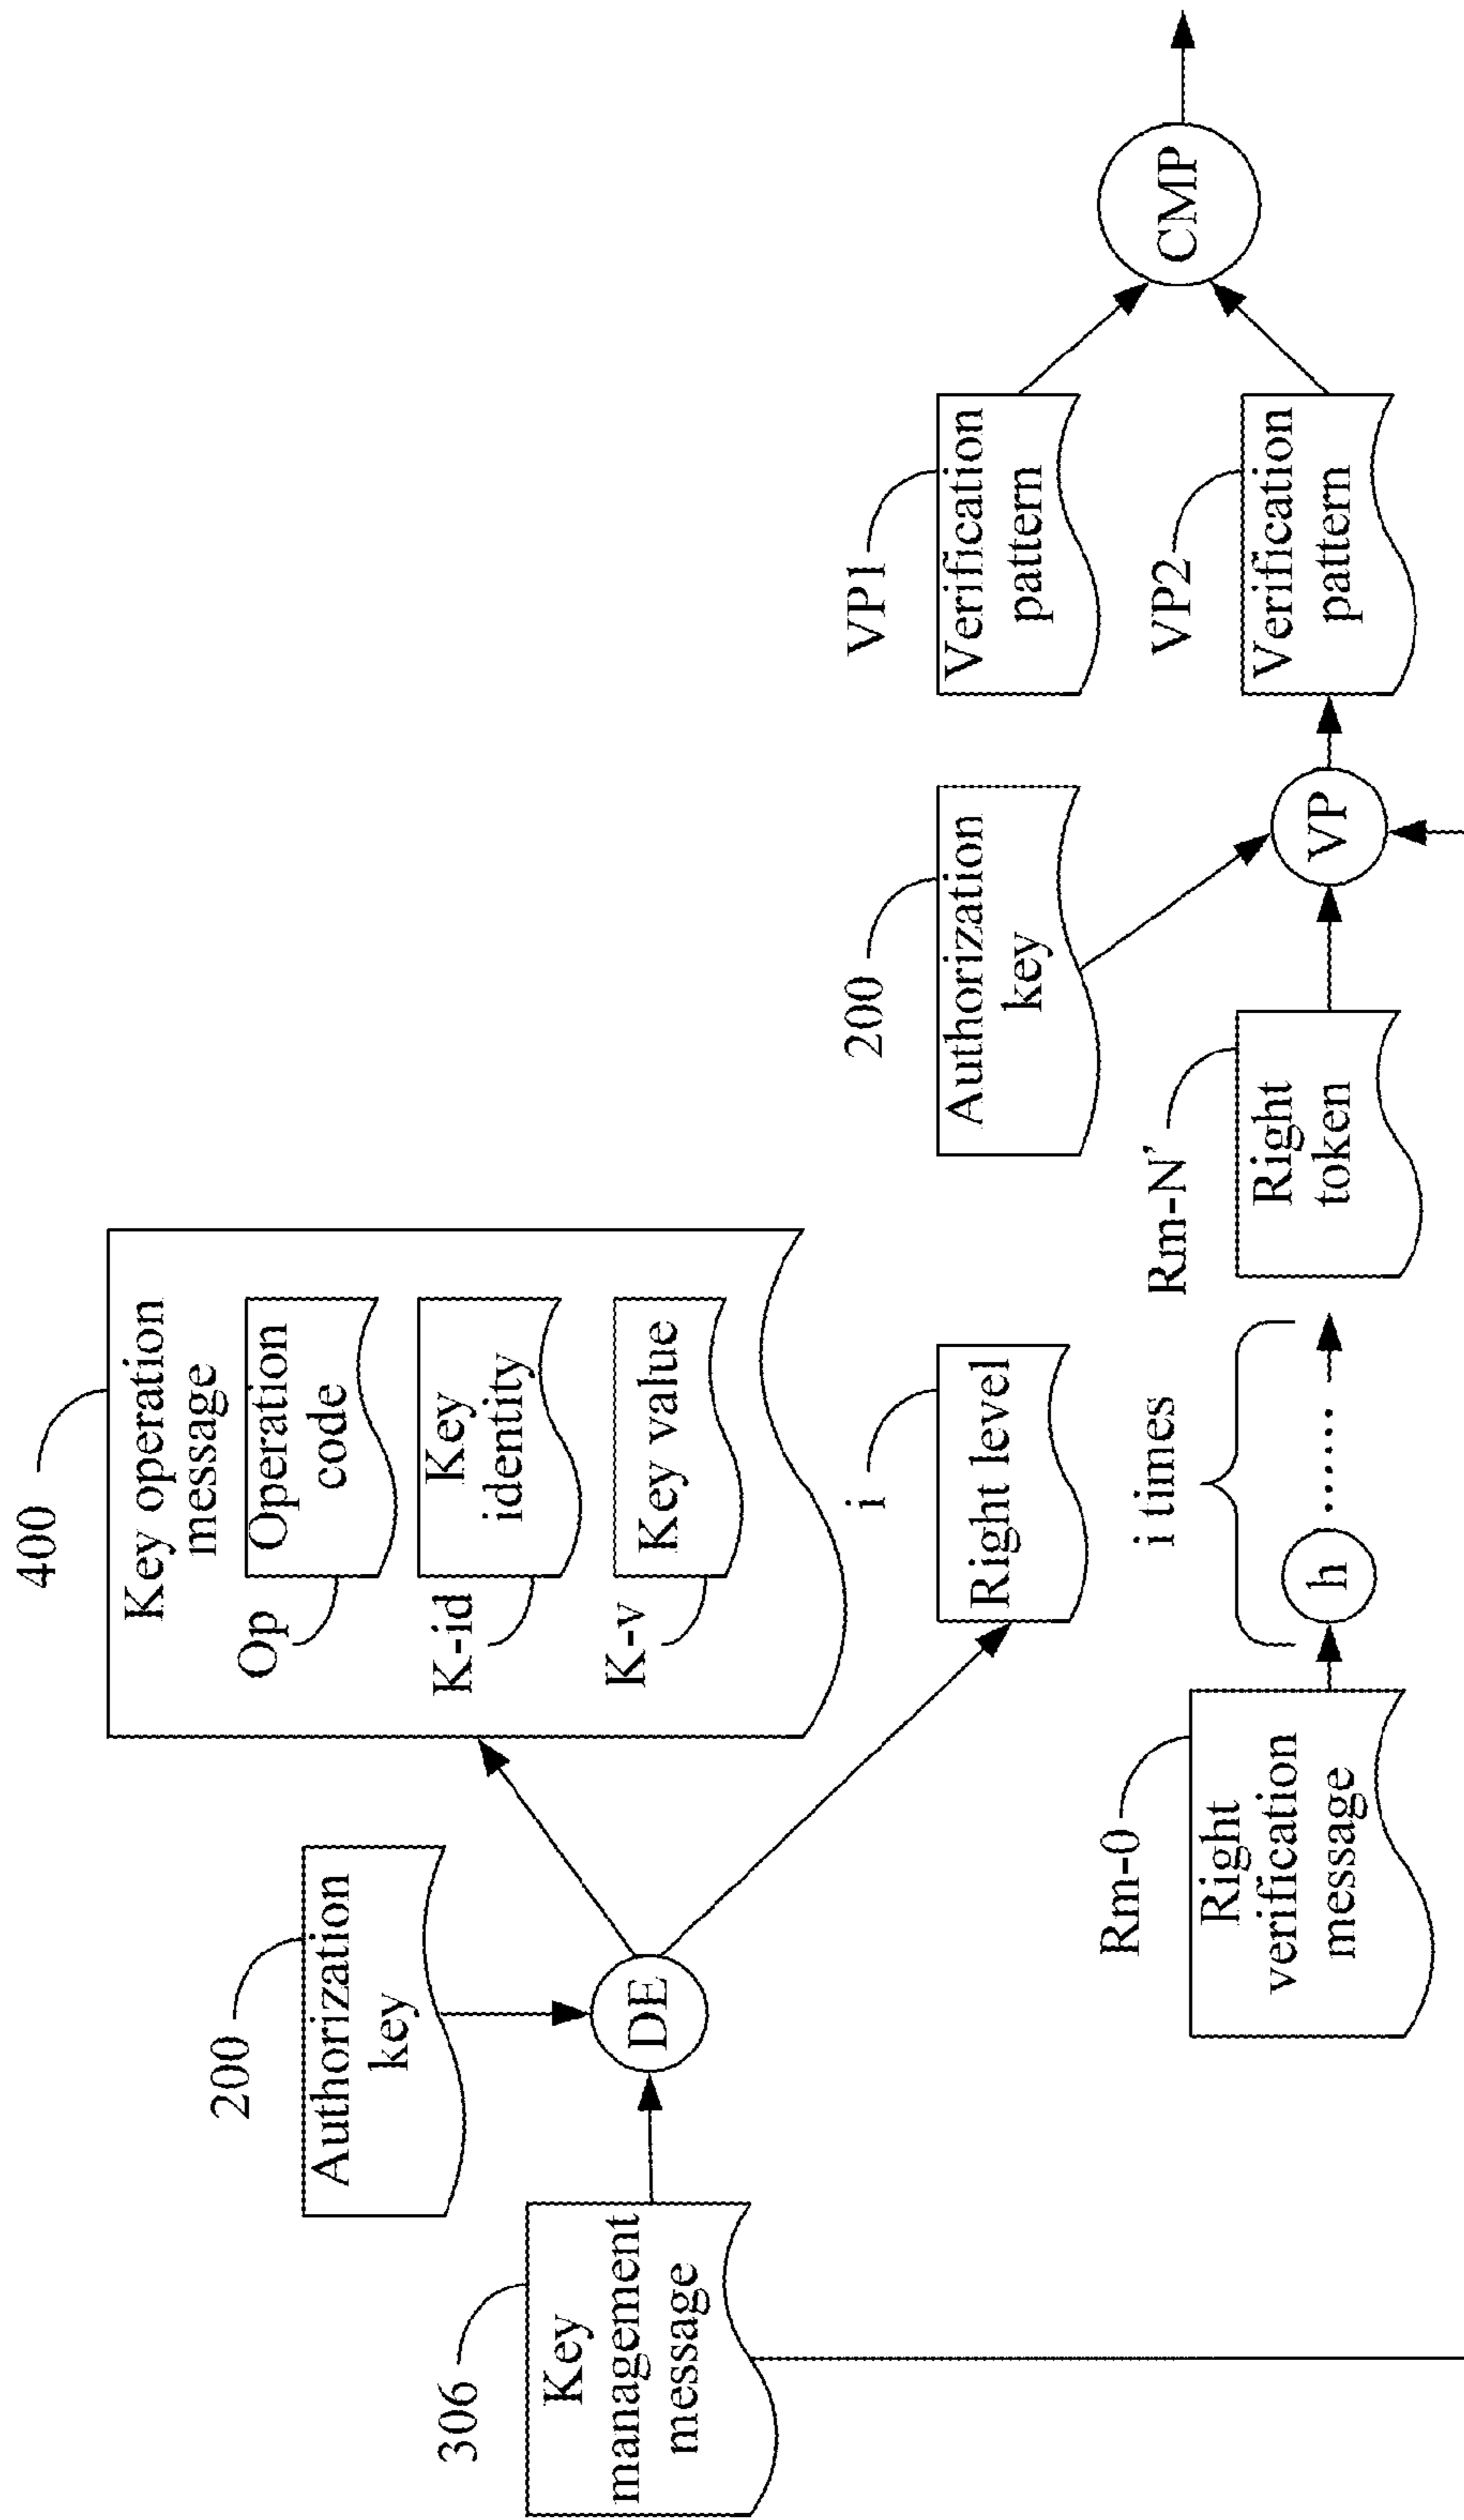 400
Key operation
message
Op
Operation
code
K-id
Key
identity
K-v
Key value
200
Authorization
key
306
Key
management
message
DE
i
Right level
200
Authorization
key
VP1
Verification
pattern
CMP
Rm-0
Right
verification
message
h
......
i times
Rm-N'
Right
token
VP
VP2
Verification
pattern